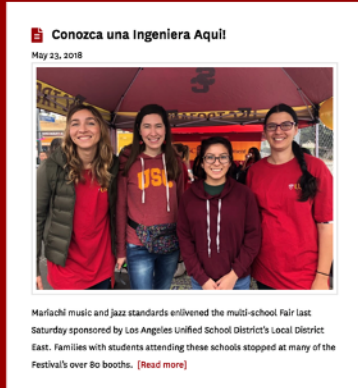 Conozca una Ingeniera Aqui!
May 23, 2018
USC
Mariachi music and jazz standards enlivened the multi-school Fair last
Saturday sponsored by Los Angeles Unified School District's Local District
East. Families with students attending these schools stopped at many of the
Festival's over 80 booths. [Read more]